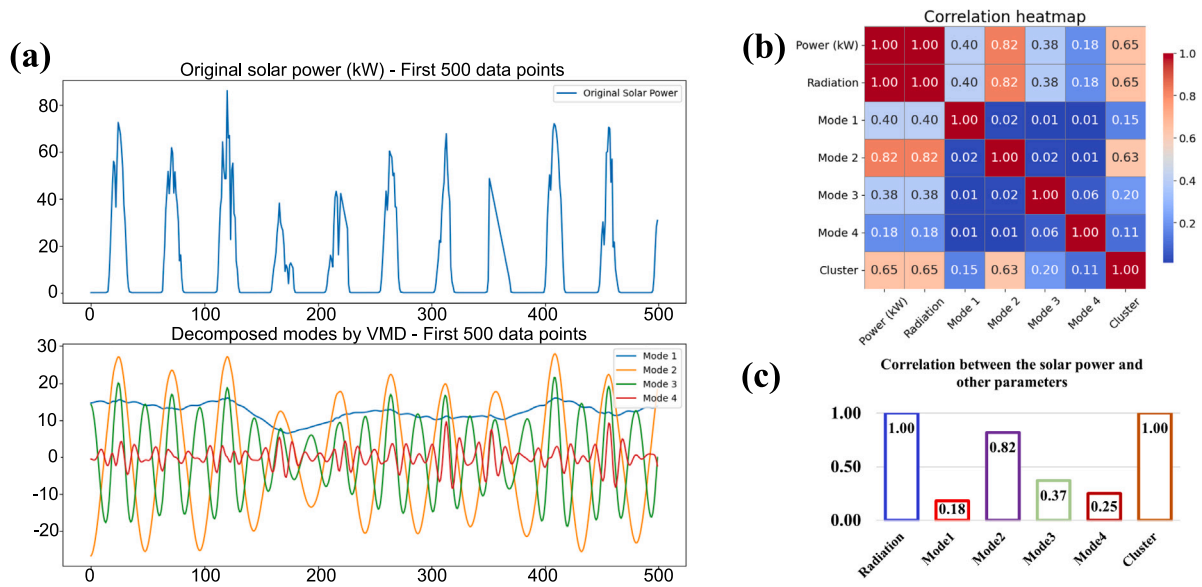 (a)
Original solar power (kW) - First 500 data points
Original Solar Power
80
60
40
20
0
0 100 200 300 400 500
Decomposed modes by VMD - First 500 data points
30
20
10
0
-10
-20
Mode 1
Mode 2
Mode 3
Mode 4
0 100 200 300 400 500
(b)
Correlation heatmap
Power (kW) 1.00 1.00 0.40 0.82 0.38 0.18 0.65
Radiation 1.00 1.00 0.40 0.82 0.38 0.18 0.65
Mode 1 0.40 0.40 1.00 0.02 0.01 0.01 0.15
Mode 2 0.82 0.82 0.02 1.00 0.02 0.01 0.63
Mode 3 0.38 0.38 0.01 0.02 1.00 0.06 0.20
Mode 4 0.18 0.18 0.01 0.01 0.06 1.00 0.11
Cluster 0.65 0.65 0.15 0.63 0.20 0.11 1.00
Power (kW) Radiation Mode 1 Mode 2 Mode 3 Mode 4 Cluster
1.0
0.8
0.6
0.4
0.2
(c)
Correlation between the solar power and
other parameters
1.00
0.50
0.00
1.00 0.18 0.82 0.37 0.25 1.00
Radiation Mode1 Mode2 Mode3 Mode4 Cluster